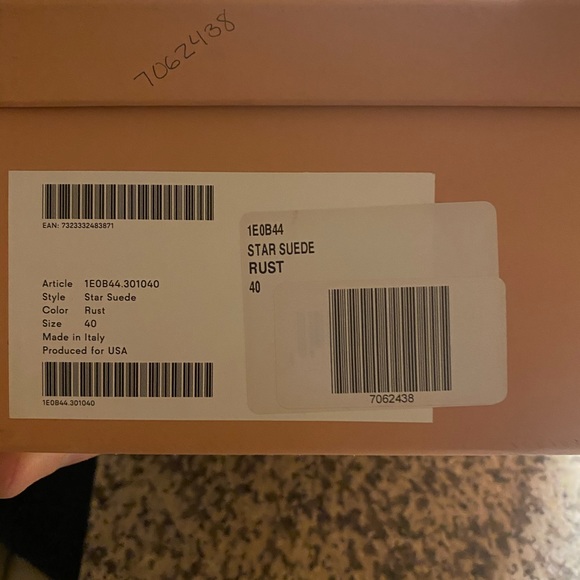 7062438
EAN: 7323332483871
Article 1E0B44.301040
Style Star Suede
Color Rust
Size 40
Made in Italy
Produced for USA
1E0B44.301040
1E0B44
STAR SUEDE
RUST
40
7062438